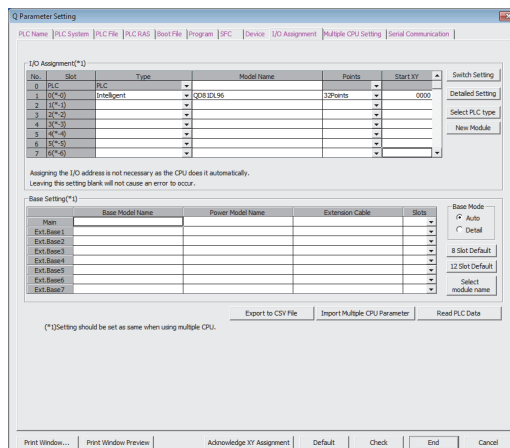 Q Parameter Setting
PLC Name PLC System PLC File PLC RAS Boot File Program SFC Device I/O Assignment Multiple CPU Setting Serial Communication
I/O Assignment(*1)
No. Slot Type Model Name Points Start XY
0 PLC PLC
1 0(*-0) Intelligent QD81DL96 32Points 0000
2 1(*-1)
3 2(*-2)
4 3(*-3)
5 4(*-4)
6 5(*-5)
7 6(*-6)
Switch Setting
Detailed Setting
Select PLC type
New Module
Assigning the I/O address is not necessary as the CPU does it automatically.
Leaving this setting blank will not cause an error to occur.
Base Setting(*1)
Base Model Name Power Model Name Extension Cable Slots
Main
Ext.Base1
Ext.Base2
Ext.Base3
Ext.Base4
Ext.Base5
Ext.Base6
Ext.Base7
Base Mode
Auto
Detail
8 Slot Default
12 Slot Default
Select
module name
Export to CSV File Import Multiple CPU Parameter Read PLC Data
(*1)Setting should be set as same when using multiple CPU.
Print Window... Print Window Preview Acknowledge XY Assignment Default Check End Cancel